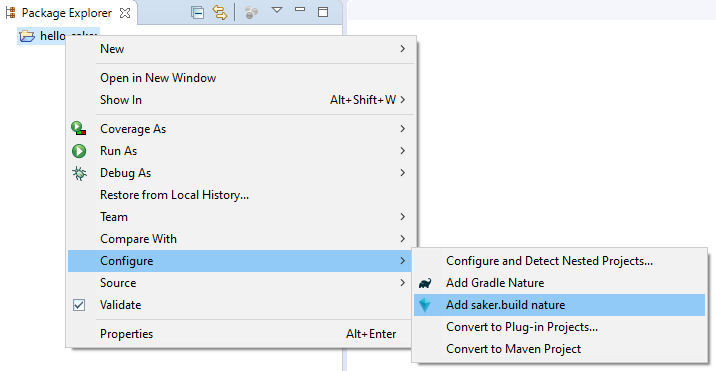 Package Explorer
hello
New
Open in New Window
Show In Alt+Shift+W
Coverage As
Run As
Debug As
Restore from Local History...
Team
Compare With
Configure
Source
Validate
Properties Alt+Enter
Configure and Detect Nested Projects...
Add Gradle Nature
Add saker.build nature
Convert to Plug-in Projects...
Convert to Maven Project